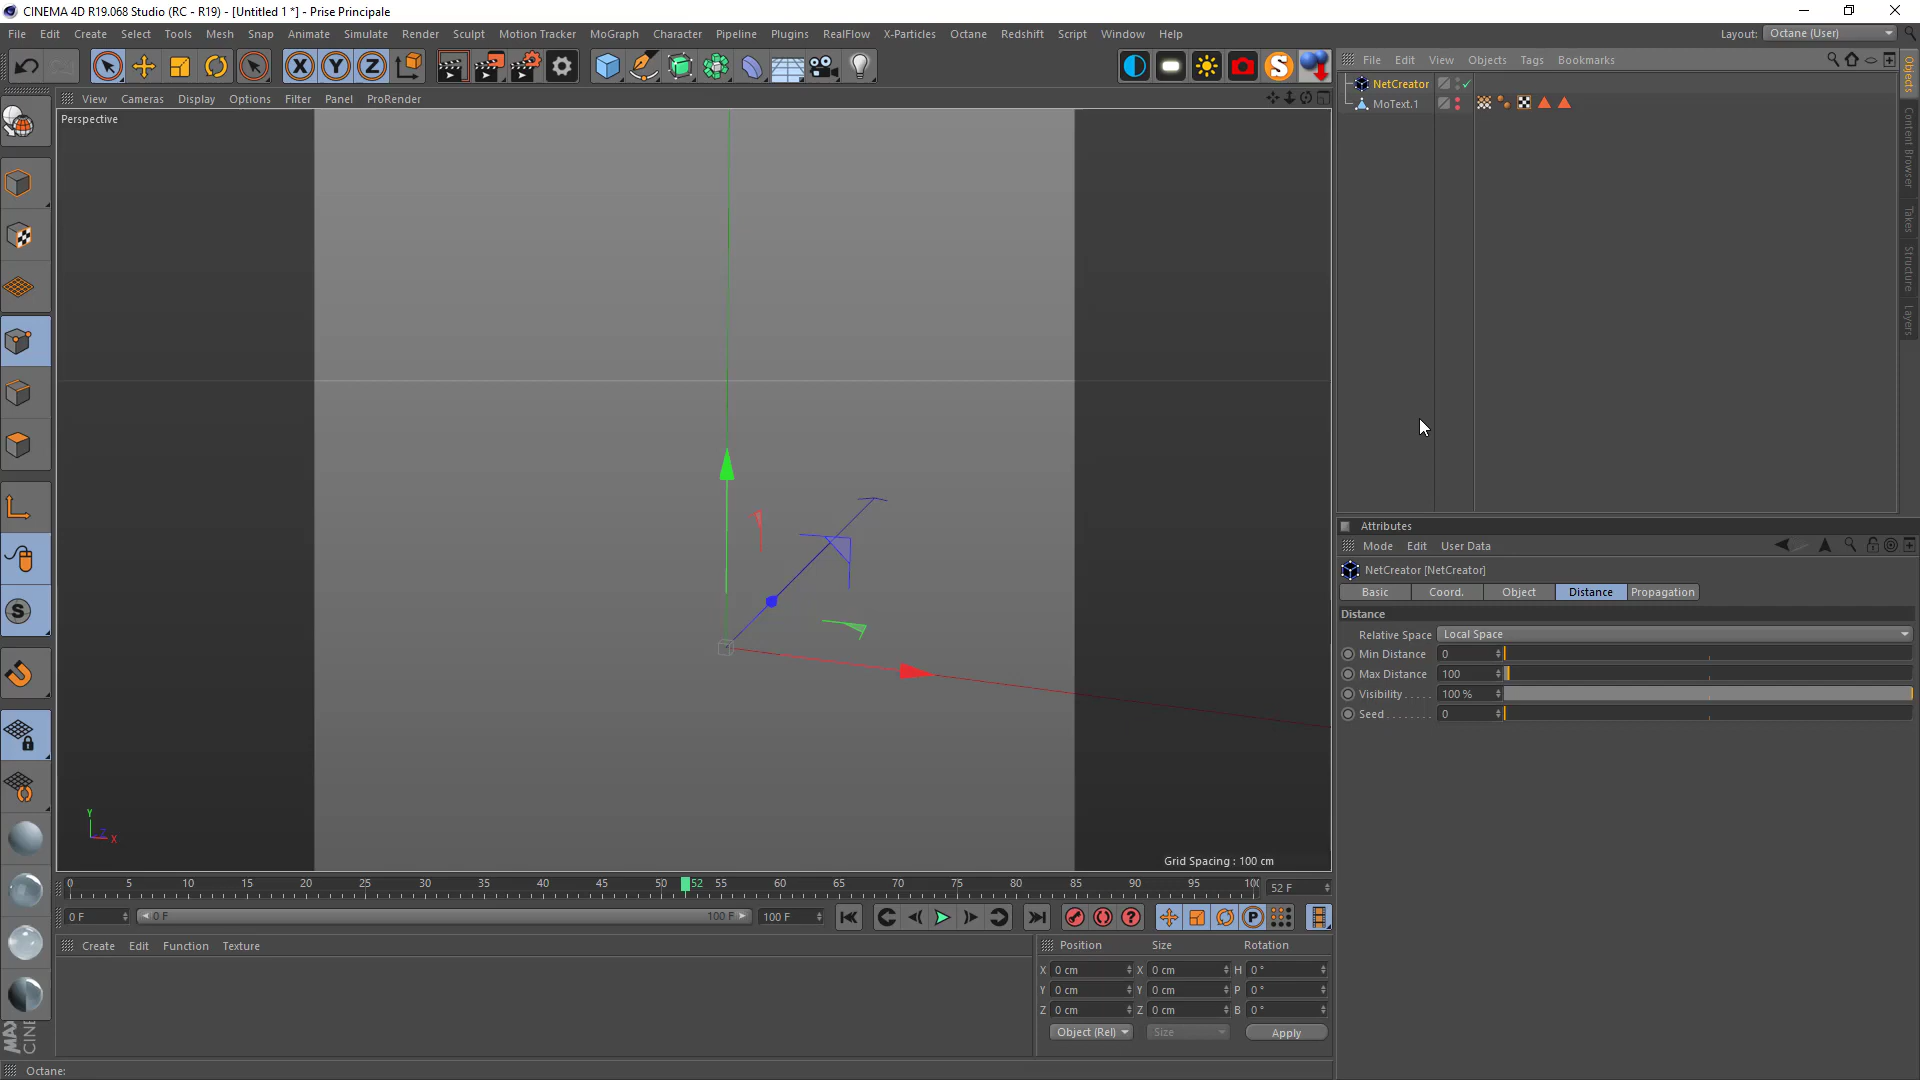 CINEMA 4D R19.068 Studio (RC - R19) - [Untitled 1 *] - Prise Principale
File Edit Create Select Tools Mesh Snap Animate Simulate Render Sculpt Motion Tracker MoGraph Character Pipeline Plugins RealFlow X-Particles Octane Redshift Script Window Help Layout: Octane (User)
X Y Z S
File Edit View Objects Tags Bookmarks
View Cameras Display Options Filter Panel ProRender
Perspective
NetCreator
MoText.1
Objects
Content Browser
Takes
Structure
Layers
S
Attributes
Mode Edit User Data
NetCreator [NetCreator]
Basic Coord. Object Distance Propagation
Distance
Relative Space Local Space
Min Distance 0
Max Distance 100
Visibility 100 %
Seed 0
Y
Z
X
Grid Spacing : 100 cm
0 5 10 15 20 25 30 35 40 45 50 52 55 60 65 70 75 80 85 90 95 52 F
0 F 0 F 100 F 100 F ? P
Create Edit Function Texture
Position Size Rotation
X 0 cm X 0 cm H 0 °
Y 0 cm Y 0 cm P 0 °
Z 0 cm Z 0 cm B 0 °
Object (Rel) Size Apply
Octane: